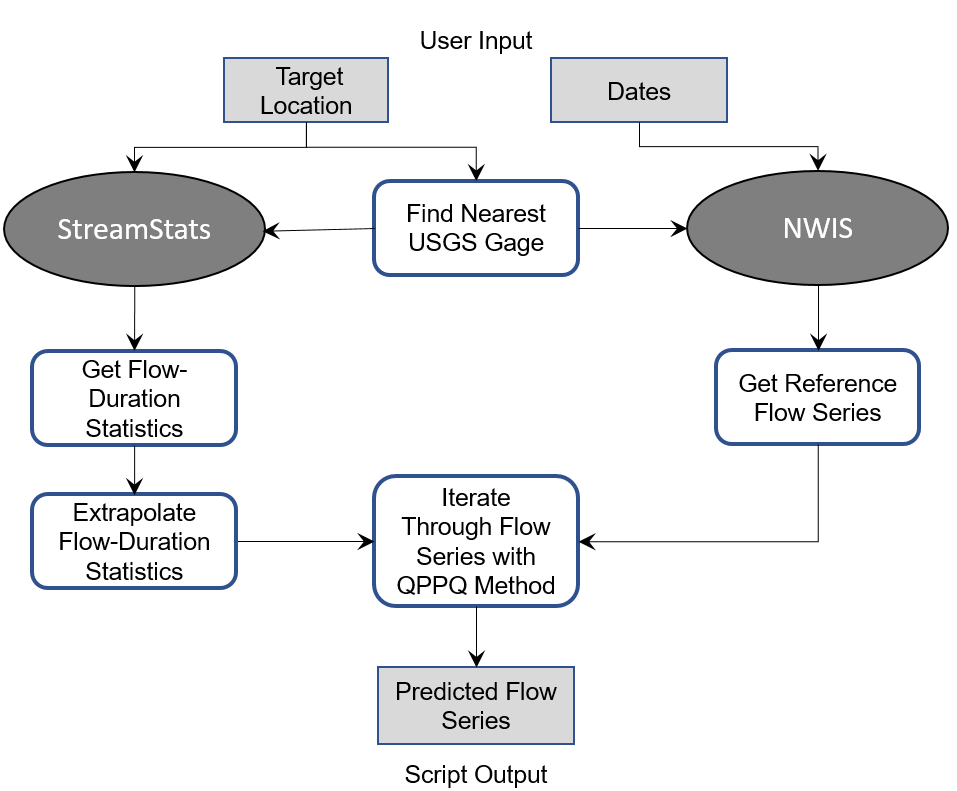 User Input
Target
Location
Dates
StreamStats
Find Nearest
USGS Gage
NWIS
Get Flow-
Duration
Statistics
Get Reference
Flow Series
Extrapolate
Flow-Duration
Statistics
Iterate
Through Flow
Series with
QPPQ Method
Predicted Flow
Series
Script Output